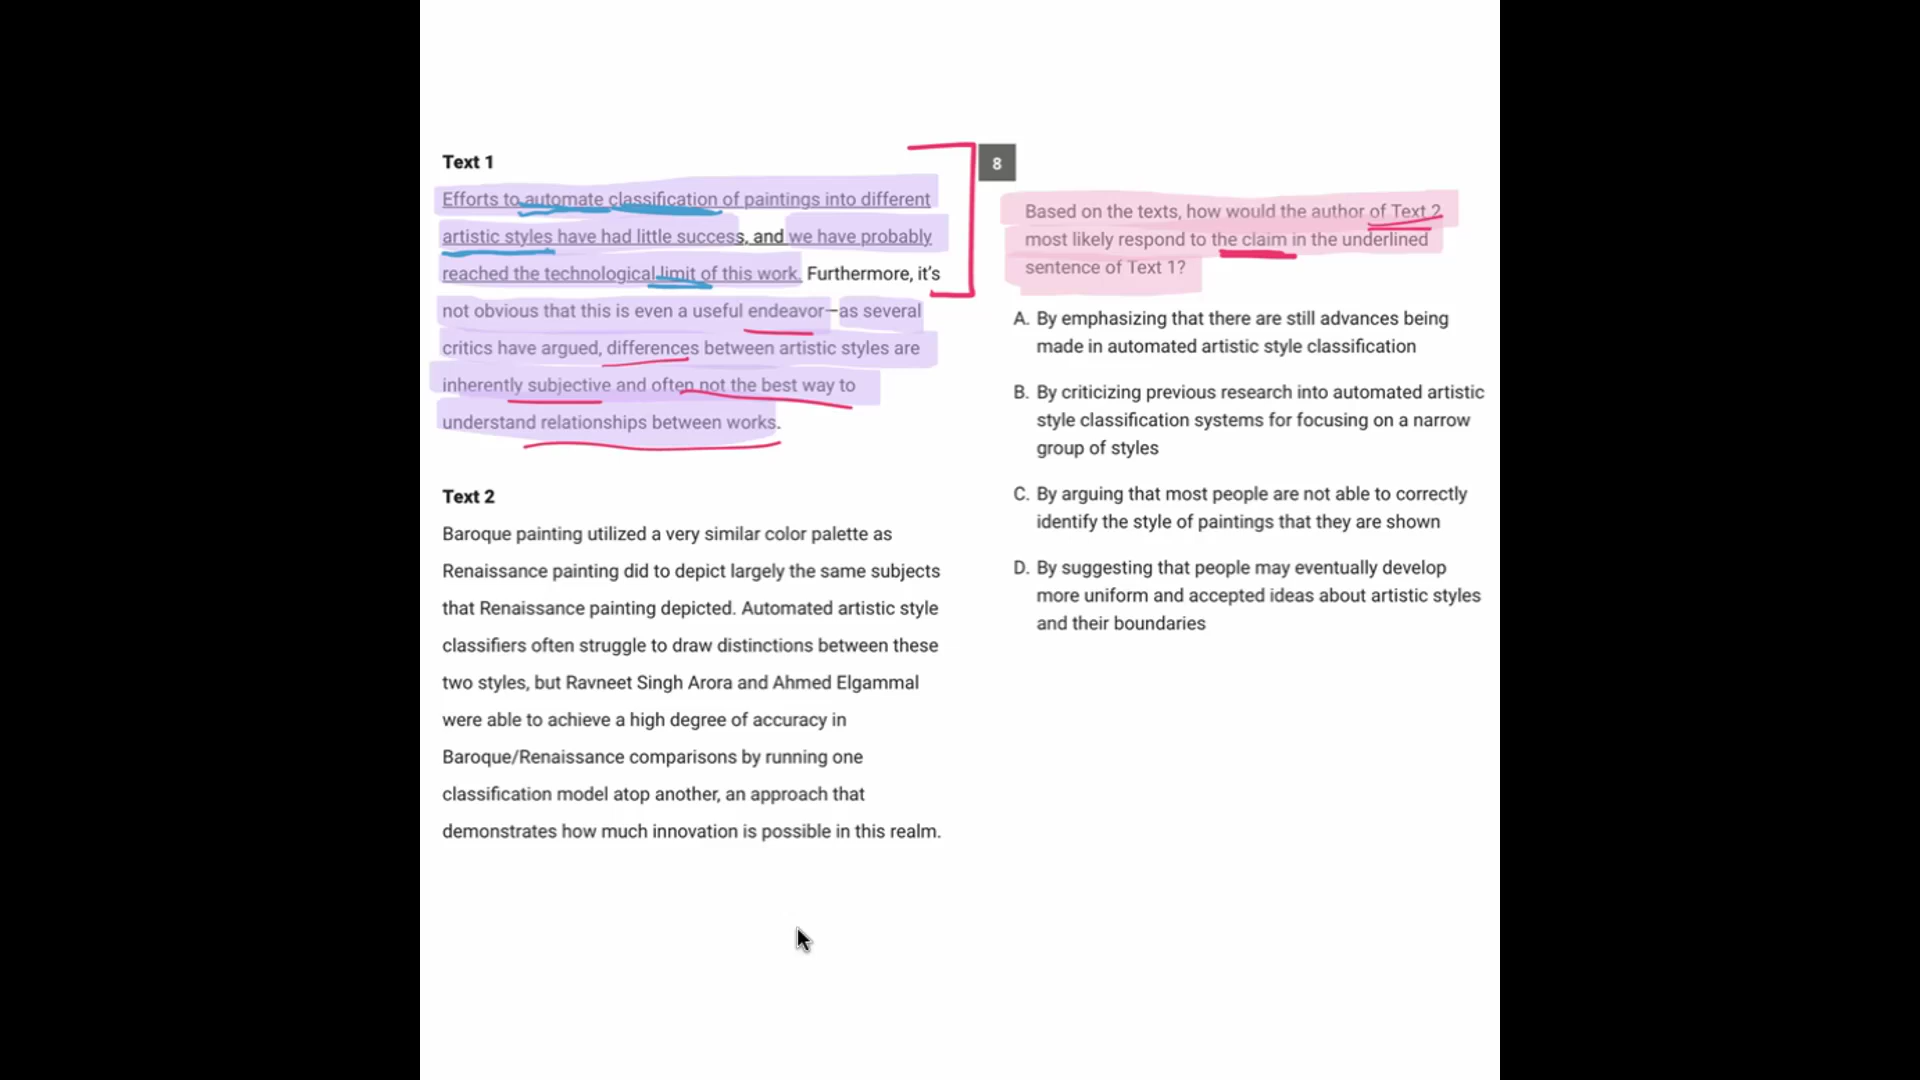 Text 1
Efforts to automate classification of paintings into different
artistic styles have had little success, and we have probably
reached the technological limit of this work. Furthermore, it's
not obvious that this is even a useful endeavor—as several
critics have argued, differences between artistic styles are
inherently subjective and often not the best way to
understand relationships between works.
Text 2
Baroque painting utilized a very similar color palette as
Renaissance painting did to depict largely the same subjects
that Renaissance painting depicted. Automated artistic style
classifiers often struggle to draw distinctions between these
two styles, but Ravneet Singh Arora and Ahmed Elgammal
were able to achieve a high degree of accuracy in
Baroque/Renaissance comparisons by running one
classification model atop another, an approach that
demonstrates how much innovation is possible in this realm.
8
Based on the texts, how would the author of Text 2
most likely respond to the claim in the underlined
sentence of Text 1?
A. By emphasizing that there are still advances being
made in automated artistic style classification
B. By criticizing previous research into automated artistic
style classification systems for focusing on a narrow
group of styles
C. By arguing that most people are not able to correctly
identify the style of paintings that they are shown
D. By suggesting that people may eventually develop
more uniform and accepted ideas about artistic styles
and their boundaries